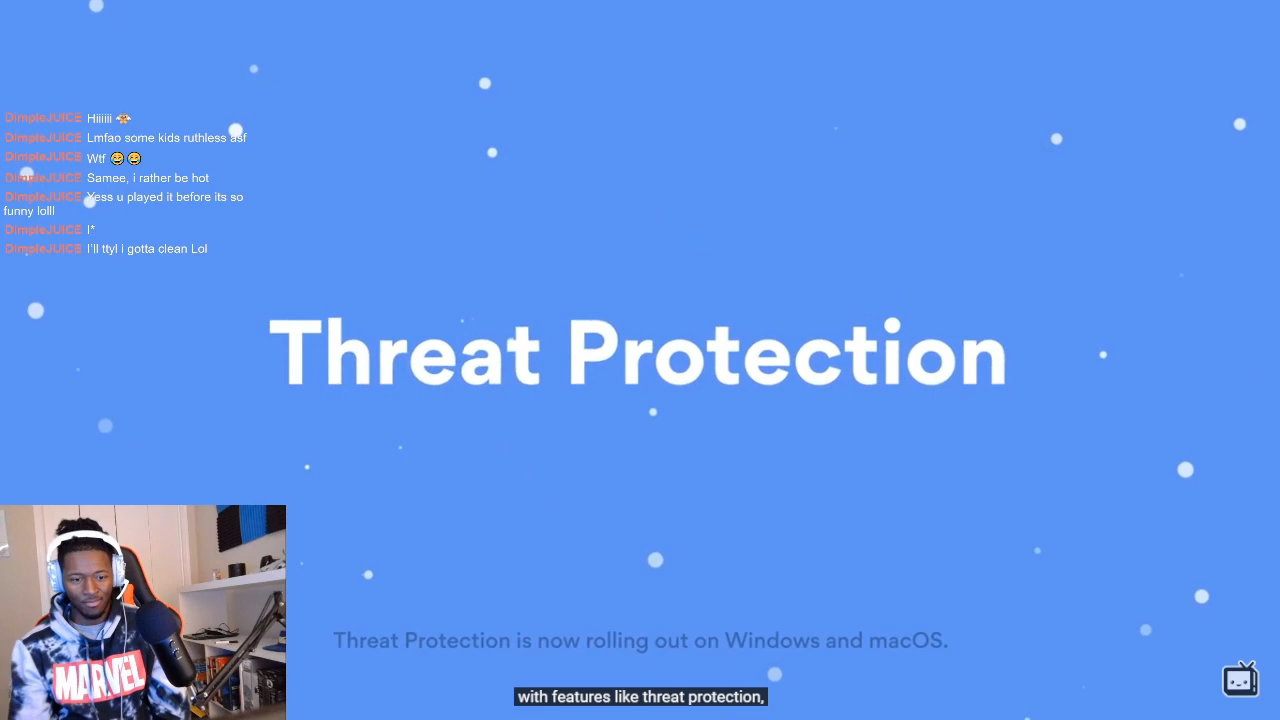 DimpleJUICE Hiiiiii
DimpleJUICE Lmfao some kids ruthless asf
DimpleJUICE Wtf
DimpleJUICE Samee, i rather be hot
DimpleJUICE Yess u played it before its so
funny lolll
DimpleJUICE I*
DimpleJUICE I'll ttyl i gotta clean Lol
Threat Protection
MARVEL
Threat Protection is now rolling out on Windows and macOS.
with features like threat protection,